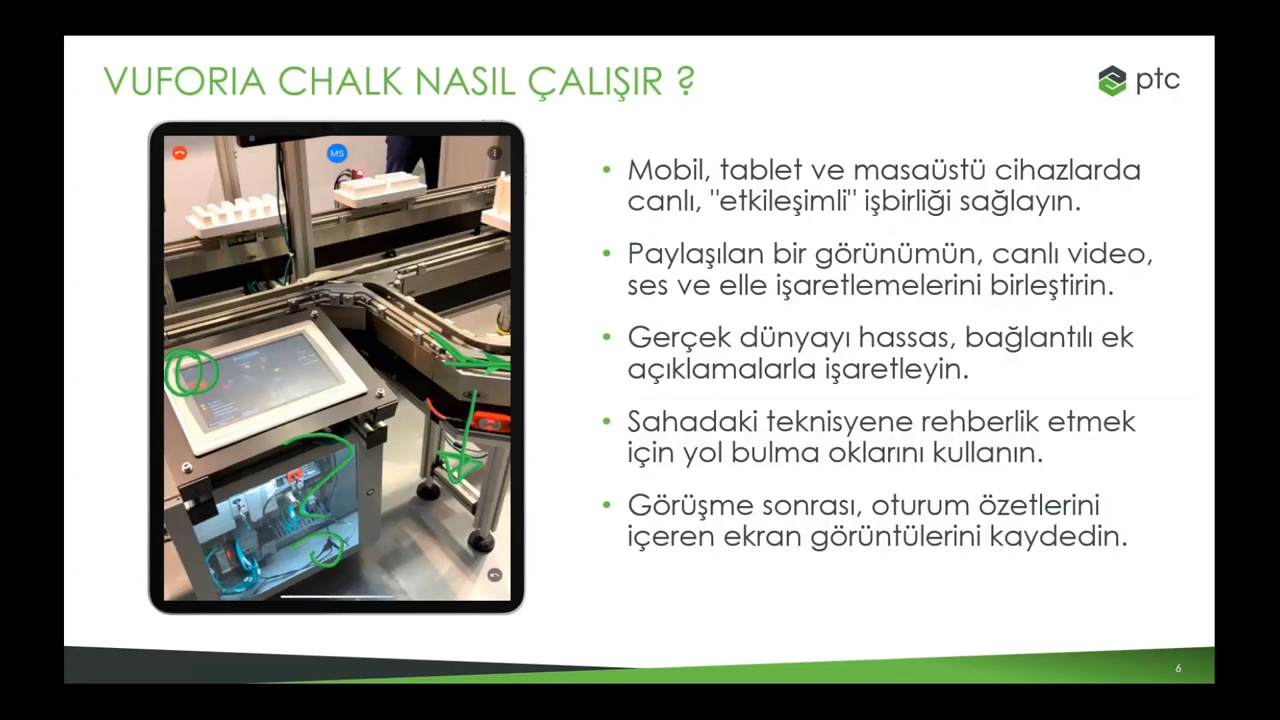 VUFORIA CHALK NASIL ÇALIŞIR ?
ptc
MS
• Mobil, tablet ve masaüstü cihazlarda
canlı, "etkileşimli" işbirliği sağlayın.
• Paylaşılan bir görünümün, canlı video,
ses ve elle işaretlemelerini birleştirin.
• Gerçek dünyayı hassas, bağlantılı ek
açıklamalarla işaretleyin.
• Sahadaki teknisyene rehberlik etmek
için yol bulma oklarını kullanın.
• Görüşme sonrası, oturum özetlerini
içeren ekran görüntülerini kaydedin.
6